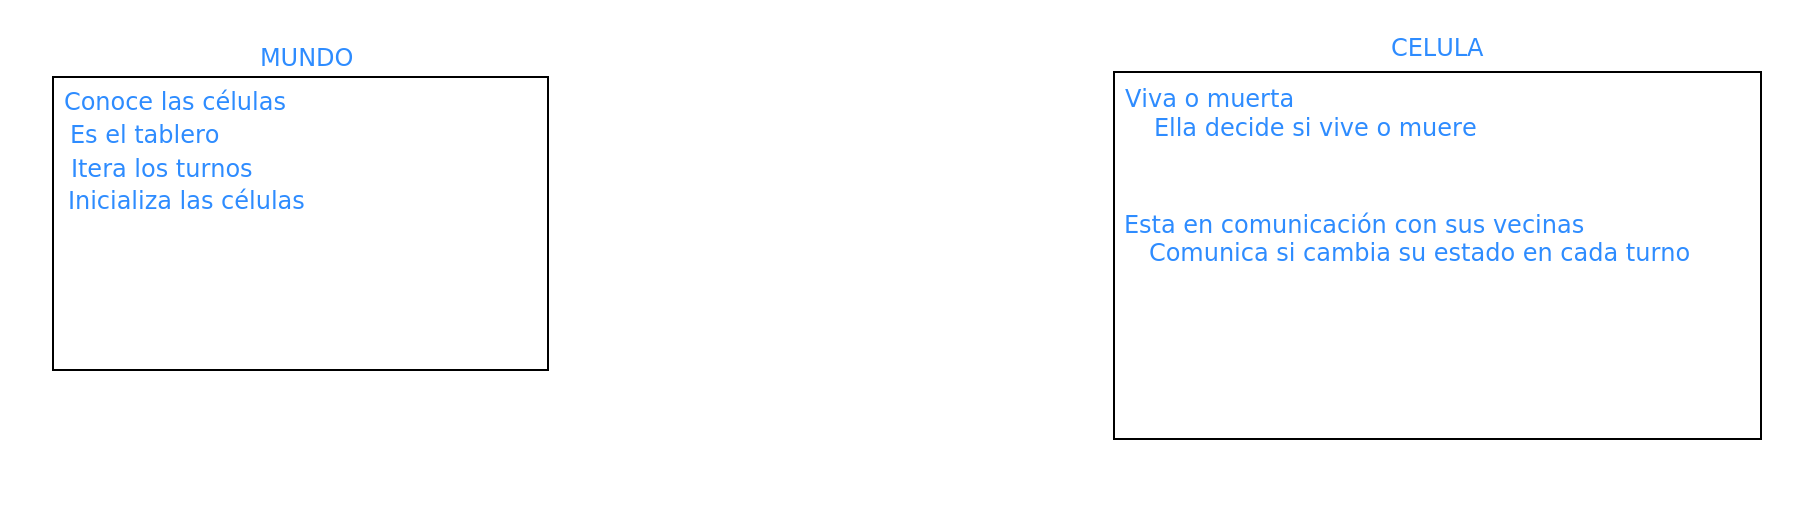 MUNDO
Conoce las células
Es el tablero
Itera los turnos
Inicializa las células
CELULA
Viva o muerta
Ella decide si vive o muere
Esta en comunicación con sus vecinas
Comunica si cambia su estado en cada turno